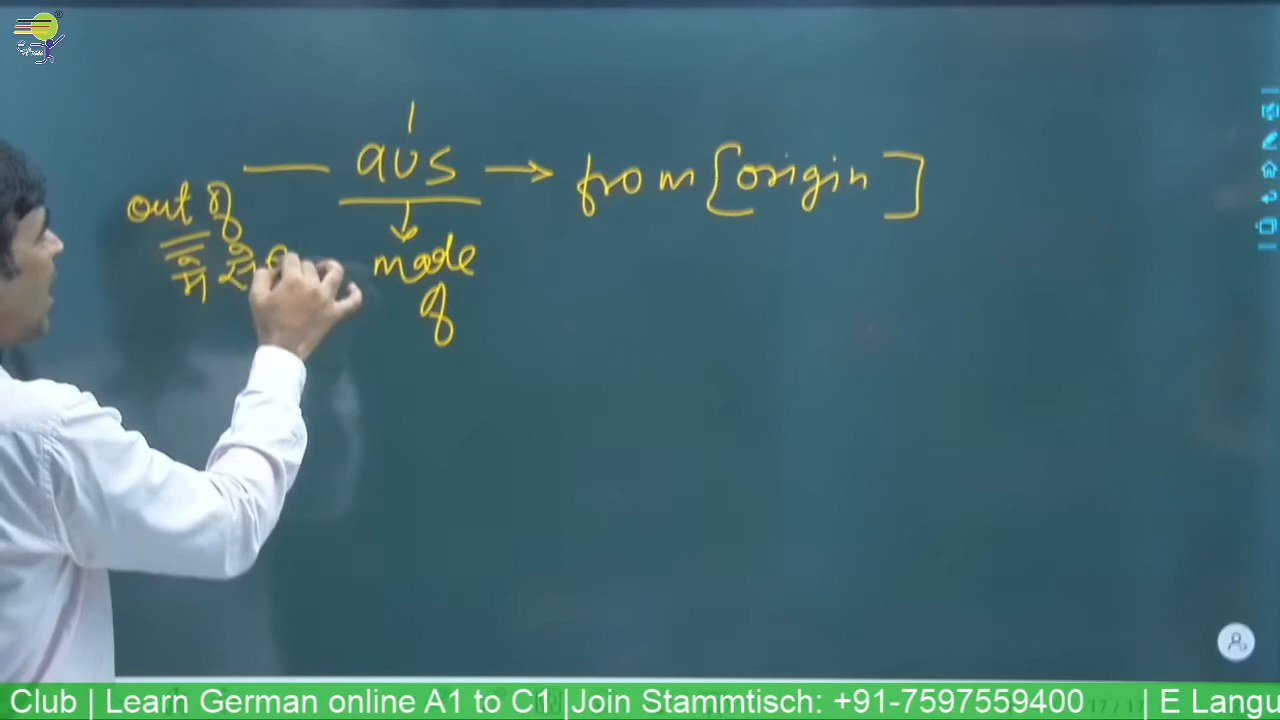 aus → from [origin]
out of
में से
made
of
Club | Learn German online A1 to C1 |Join Stammtisch: +91-7597559400 | E Langu